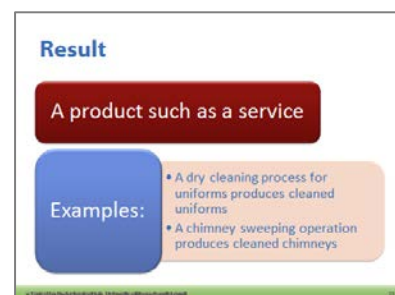 Result
A product such as a service
Examples:
• A dry cleaning process for
uniforms produces cleaned
uniforms
• A chimney sweeping operation
produces cleaned chimneys